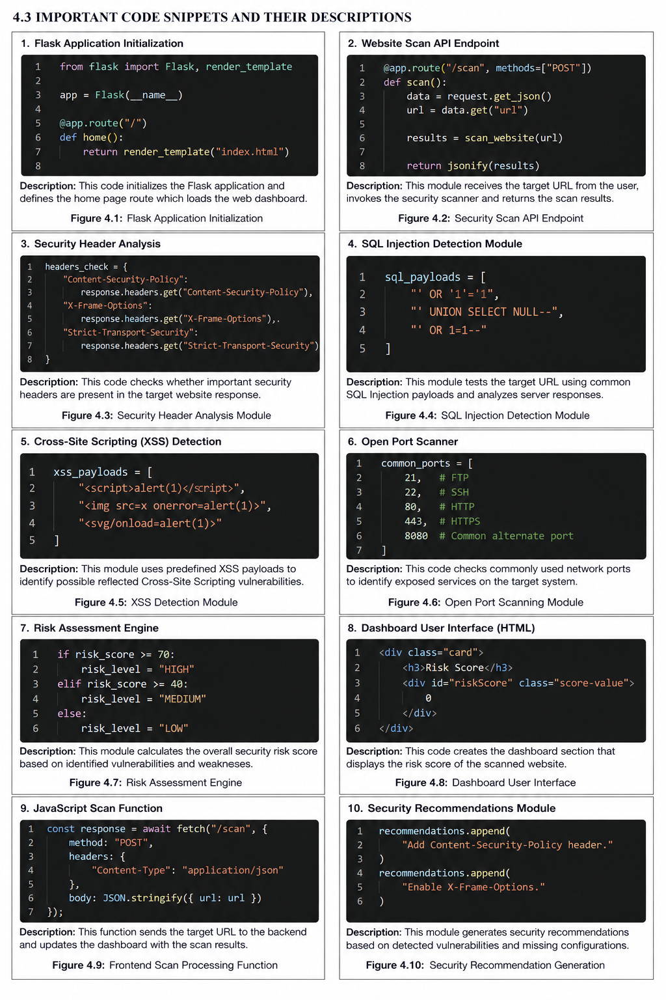 4.3 IMPORTANT CODE SNIPPETS AND THEIR DESCRIPTIONS
1. Flask Application Initialization
1 from flask import Flask, render_template
2
3 app = Flask(__name__)
4
5 @app.route("/")
6 def home():
7 return render_template("index.html")
8
Description: This code initializes the Flask application and
defines the home page route which loads the web dashboard.
Figure 4.1: Flask Application Initialization
2. Website Scan API Endpoint
1 @app.route("/scan", methods=["POST"])
2 def scan():
3 data = request.get_json()
4 url = data.get("url")
5
6 results = scan_website(url)
7
8 return jsonify(results)
Description: This module receives the target URL from the user,
invokes the security scanner and returns the scan results.
Figure 4.2: Security Scan API Endpoint
3. Security Header Analysis
1 headers_check = {
2 "Content-Security-Policy":
3 response.headers.get("Content-Security-Policy"),
4 "X-Frame-Options":
5 response.headers.get("X-Frame-Options"),.
6 "Strict-Transport-Security":
7 response.headers.get("Strict-Transport-Security")
8 }
Description: This code checks whether important security
headers are present in the target website response.
Figure 4.3: Security Header Analysis Module
4. SQL Injection Detection Module
1 sql_payloads = [
2 "' OR '1'='1",
3 "' UNION SELECT NULL--",
4 "' OR 1=1--"
5 ]
Description: This module tests the target URL using common
SQL Injection payloads and analyzes server responses.
Figure 4.4: SQL Injection Detection Module
5. Cross-Site Scripting (XSS) Detection
1 xss_payloads = [
2 "<script>alert(1)</script>",
3 "<img src=x onerror=alert(1)>",
4 "<svg/onload=alert(1)>"
5 ]
Description: This module uses predefined XSS payloads to
identify possible reflected Cross-Site Scripting vulnerabilities.
Figure 4.5: XSS Detection Module
6. Open Port Scanner
1 common_ports = [
2 21, # FTP
3 22, # SSH
4 80, # HTTP
5 443, # HTTPS
6 8080 # Common alternate port
7 ]
Description: This code checks commonly used network ports
to identify exposed services on the target system.
Figure 4.6: Open Port Scanning Module
7. Risk Assessment Engine
1 if risk_score >= 70:
2 risk_level = "HIGH"
3 elif risk_score >= 40:
4 risk_level = "MEDIUM"
5 else:
6 risk_level = "LOW"
Description: This module calculates the overall security risk score
based on identified vulnerabilities and weakneses.
Figure 4.7: Risk Assessment Engine
8. Dashboard User Interface (HTML)
1 <div class="card">
2 <h3>Risk Score</h3>
3 <div id="riskScore" class="score-value">
4 0
5 </div>
6 </div>
Description: This code creates the dashboard section that
displays the risk score of the scanned website.
Figure 4.8: Dashboard User Interface
9. JavaScript Scan Function
1 const response = await fetch("/scan", {
2 method: "POST",
3 headers: {
4 "Content-Type": "application/json"
5 },
6 body: JSON.stringify({ url: url })
7 });
Description: This function sends the target URL to the backend
and updates the dashboard with the scan results.
Figure 4.9: Frontend Scan Processing Function
10. Security Recommendations Module
1 recommendations.append(
2 "Add Content-Security-Policy header."
3 )
4 recommendations.append(
5 "Enable X-Frame-Options."
6 )
Description: This module generates security recommendations
based on detected vulnerabilities and missing configurations.
Figure 4.10: Security Recommendation Generation